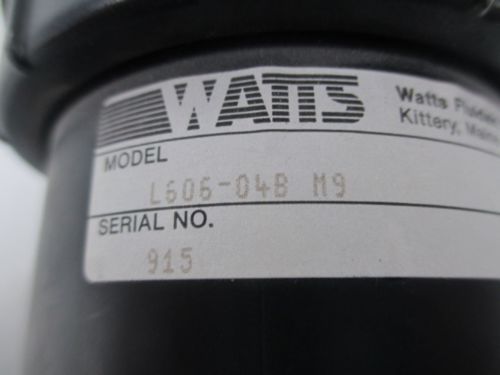 WATTS
Watts
Kittery,
MODEL
L606-04B M9
SERIAL NO.
915